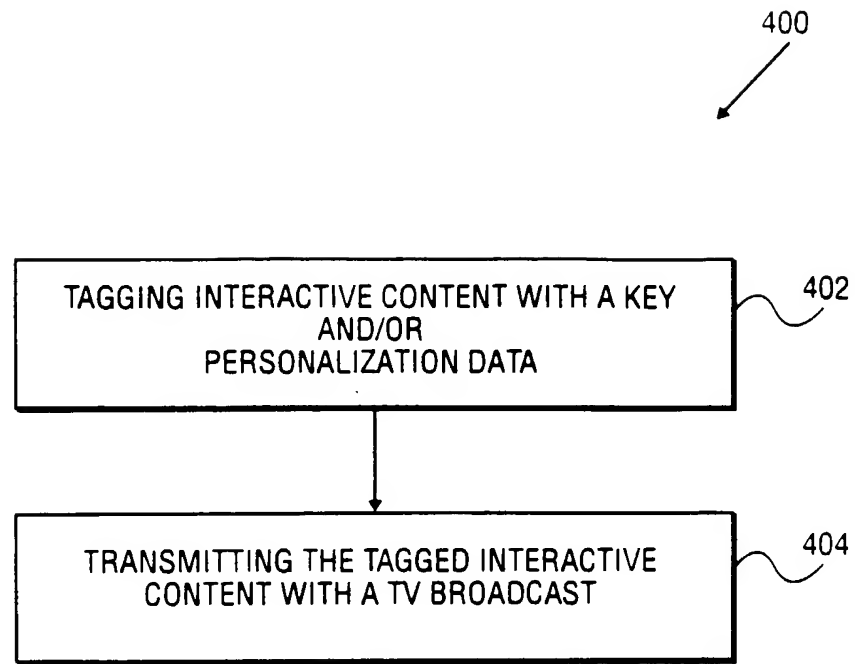 400
TAGGING INTERACTIVE CONTENT WITH A KEY
AND/OR
PERSONALIZATION DATA
402
TRANSMITTING THE TAGGED INTERACTIVE
CONTENT WITH A TV BROADCAST
404